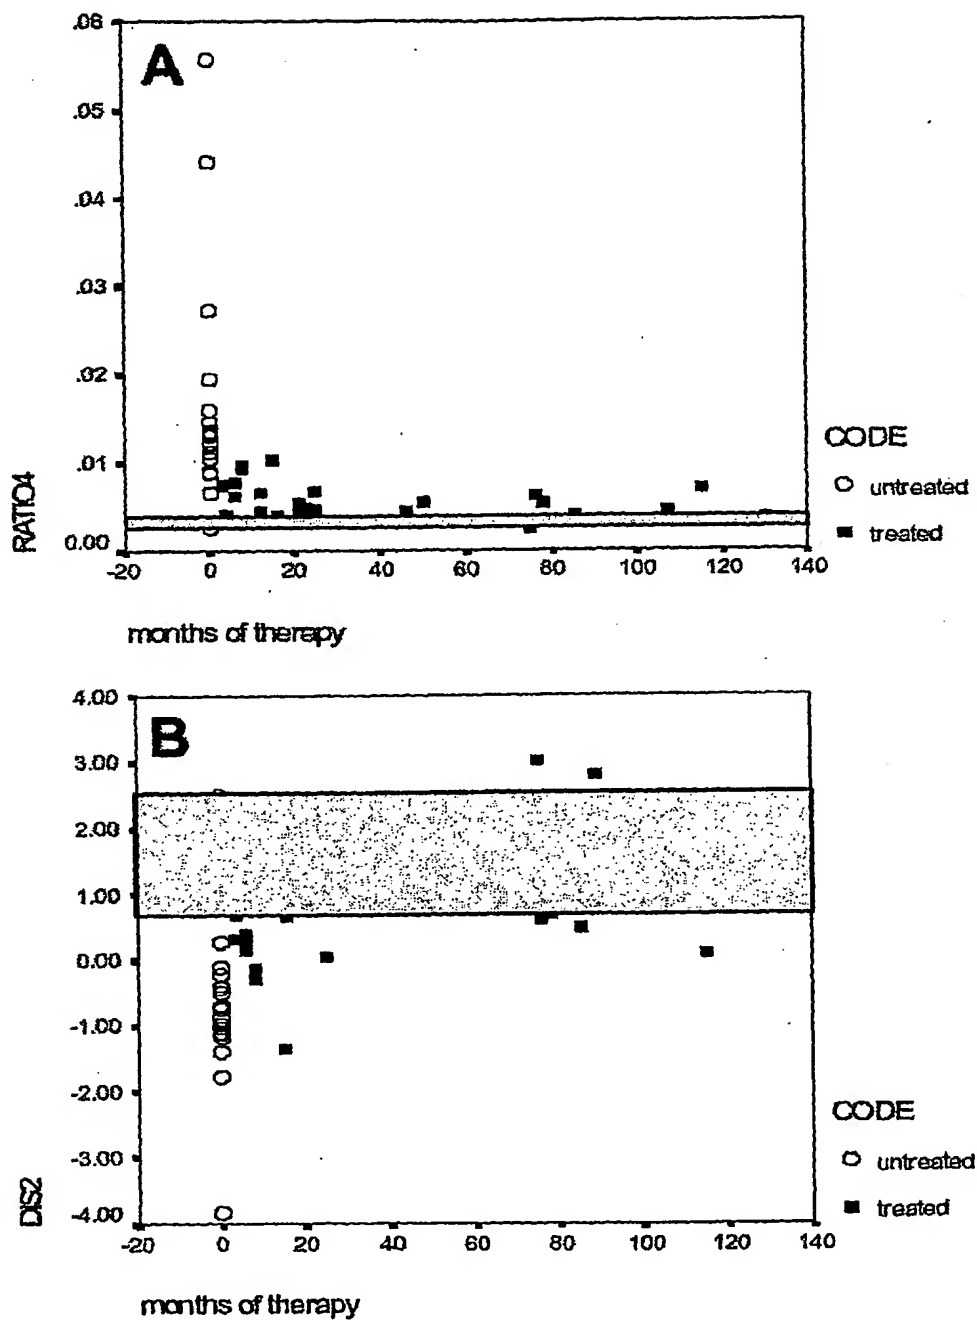 A
.06
.05
.04
.03
.02
.01
0.00
RATIO4
-20 0 20 40 60 80 100 120 140
months of therapy
CODE
untreated
treated
B
4.00
3.00
2.00
1.00
0.00
-1.00
-2.00
-3.00
-4.00
DIS2
-20 0 20 40 60 80 100 120 140
months of therapy
CODE
untreated
treated